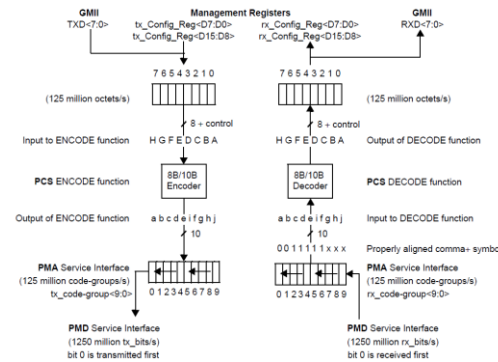 GMII Management Registers GMII
TXD<7:0> tx_Config_Reg<D7:D0> rx_Config_Reg<D7:D0> RXD<7:0>
tx_Config_Reg<D15:D8> rx_Config_Reg<D15:D8>
7 6 5 4 3 2 1 0 7 6 5 4 3 2 1 0
(125 million octets/s) (125 million octets/s)
8 + control 8 + control
Input to ENCODE function H G F E D C B A H G F E D C B A Output of DECODE function
8B/10B 8B/10B
PCS ENCODE function Encoder Decoder PCS DECODE function
Output of ENCODE function a b c d e i f g h j a b c d e i f g h j Input to DECODE function
10 10
0 0 1 1 1 1 1 x x x Properly aligned comma+ symbo
PMA Service Interface PMA Service Interface
(125 million code-groups/s) (125 million code-groups/s)
tx_code-group<9:0> 0 1 2 3 4 5 6 7 8 9 0 1 2 3 4 5 6 7 8 9 rx_code-group<9:0>
PMD Service Interface PMD Service Interface
(1250 million tx_bits/s) (1250 million rx_bits/s)
bit 0 is transmitted first bit 0 is received first